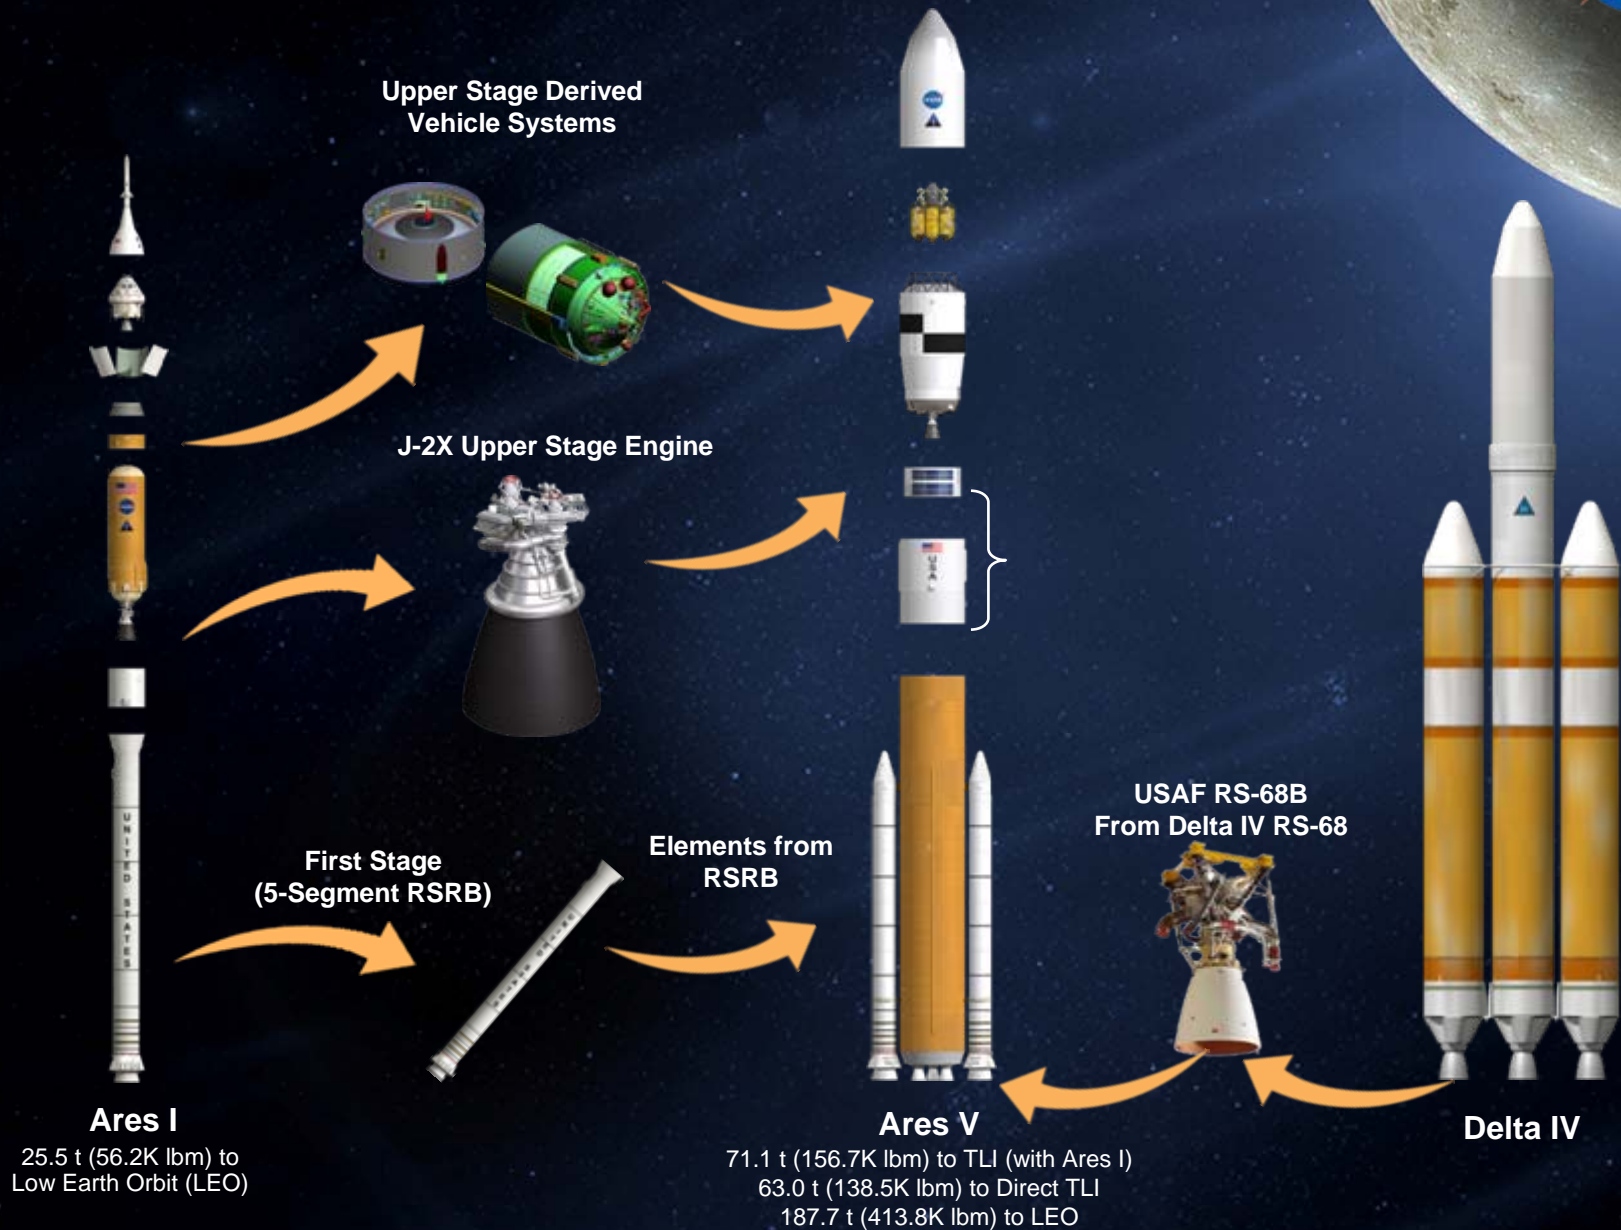 Upper Stage Derived
Vehicle Systems
J-2X Upper Stage Engine
USA
UNITED STATES
First Stage
(5-Segment RSRB)
Elements from
RSRB
USAF RS-68B
From Delta IV RS-68
Ares I
25.5 t (56.2K lbm) to
Low Earth Orbit (LEO)
Ares V
71.1 t (156.7K lbm) to TLI (with Ares I)
63.0 t (138.5K lbm) to Direct TLI
187.7 t (413.8K lbm) to LEO
Delta IV